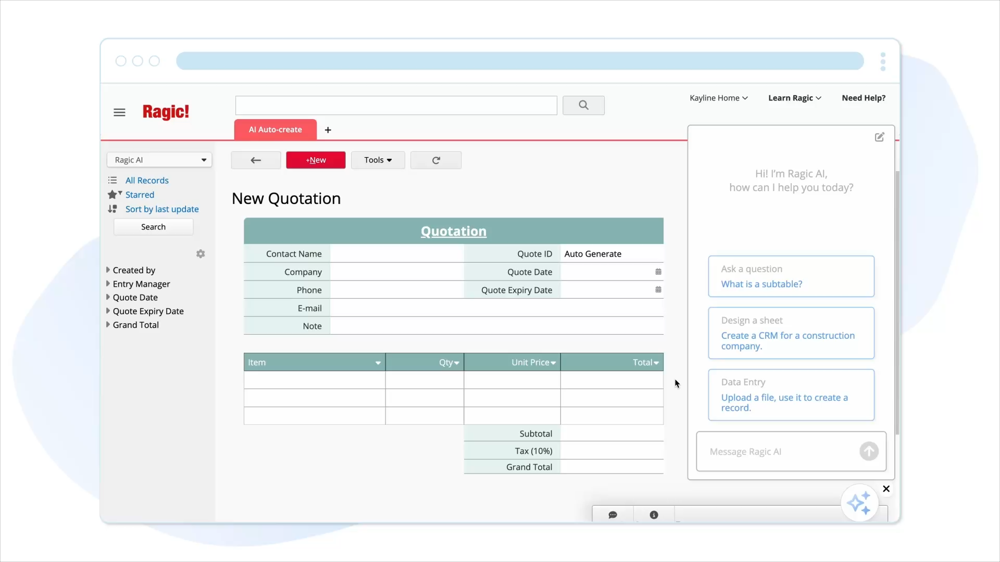 Ragic!
Kayline Home
Learn Ragic
Need Help?
AI Auto-create
+
Ragic AI
+New
Tools
All Records
Starred
Sort by last update
Search
Created by
Entry Manager
Quote Date
Quote Expiry Date
Grand Total
New Quotation
Quotation
Contact Name
Quote ID
Auto Generate
Company
Quote Date
Phone
Quote Expiry Date
E-mail
Note
Item
Qty
Unit Price
Total
Subtotal
Tax (10%)
Grand Total
Hi! I’m Ragic AI,
how can I help you today?
Ask a question
What is a subtable?
Design a sheet
Create a CRM for a construction
company.
Data Entry
Upload a file, use it to create a
record.
Message Ragic AI